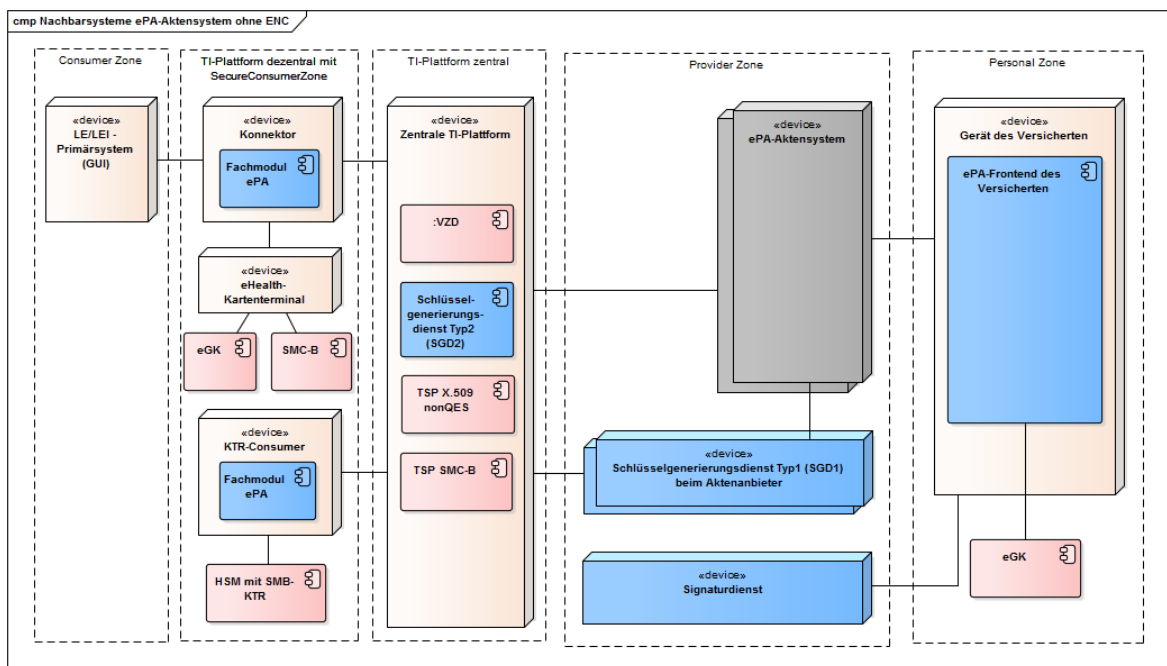 cmp Nachbarsysteme ePA-Aktensystem ohne ENC
Consumer Zone
«device»
LE/LEI -
Primärsystem
(GUI)
TI-Plattform dezentral mit
SecureConsumerZone
«device»
Konnektor
Fachmodul
ePA
«device»
eHealth-
Kartenterminal
eGK
SMC-B
«device»
KTR-Consumer
Fachmodul
ePA
HSM mit SMB-
KTR
TI-Plattform zentral
«device»
Zentrale TI-Plattform
:VZD
Schlüssel-
generierungs-
dienst Typ2
(SGD2)
TSP X.509
nonQES
TSP SMC-B
Provider Zone
«device»
ePA-Aktensystem
«device»
Schlüsselgenerierungsdienst Typ1 (SGD1)
beim Aktenanbieter
«device»
Signaturdienst
Personal Zone
«device»
Gerät des Versicherten
ePA-Frontend des
Versicherten
eGK